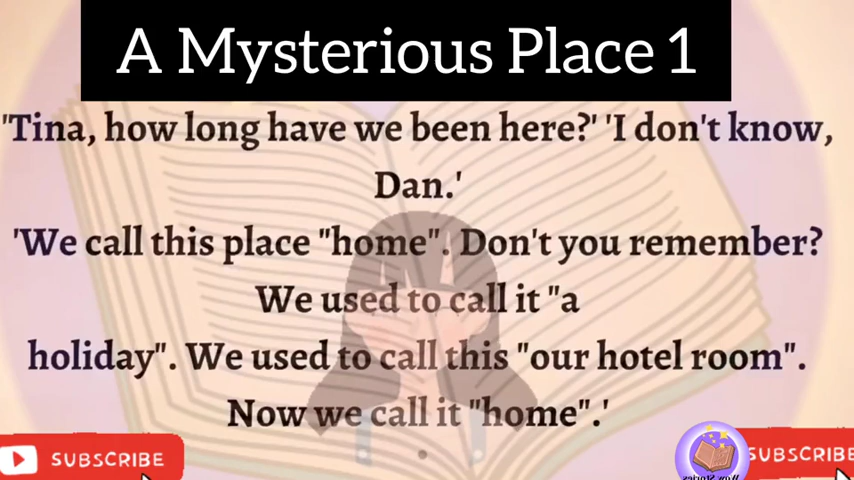 A Mysterious Place 1
'Tina, how long have we been here?' 'I don't know,
Dan.'
'We call this place "home". Don't you remember?
We used to call it "a
holiday". We used to call this "our hotel room".
Now we call it "home".'
SUBSCRIBE
SUBSCRIBE